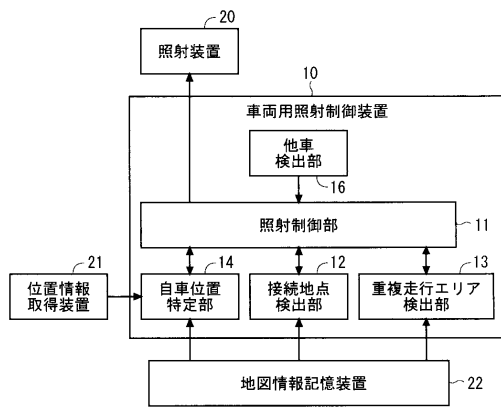 20
照射装置
10
車両用照射制御装置
他車
検出部
16
照射制御部
11
21
位置情報
取得装置
14
自車位置
特定部
12
接続地点
検出部
13
重複走行エリア
検出部
地図情報記憶装置
22